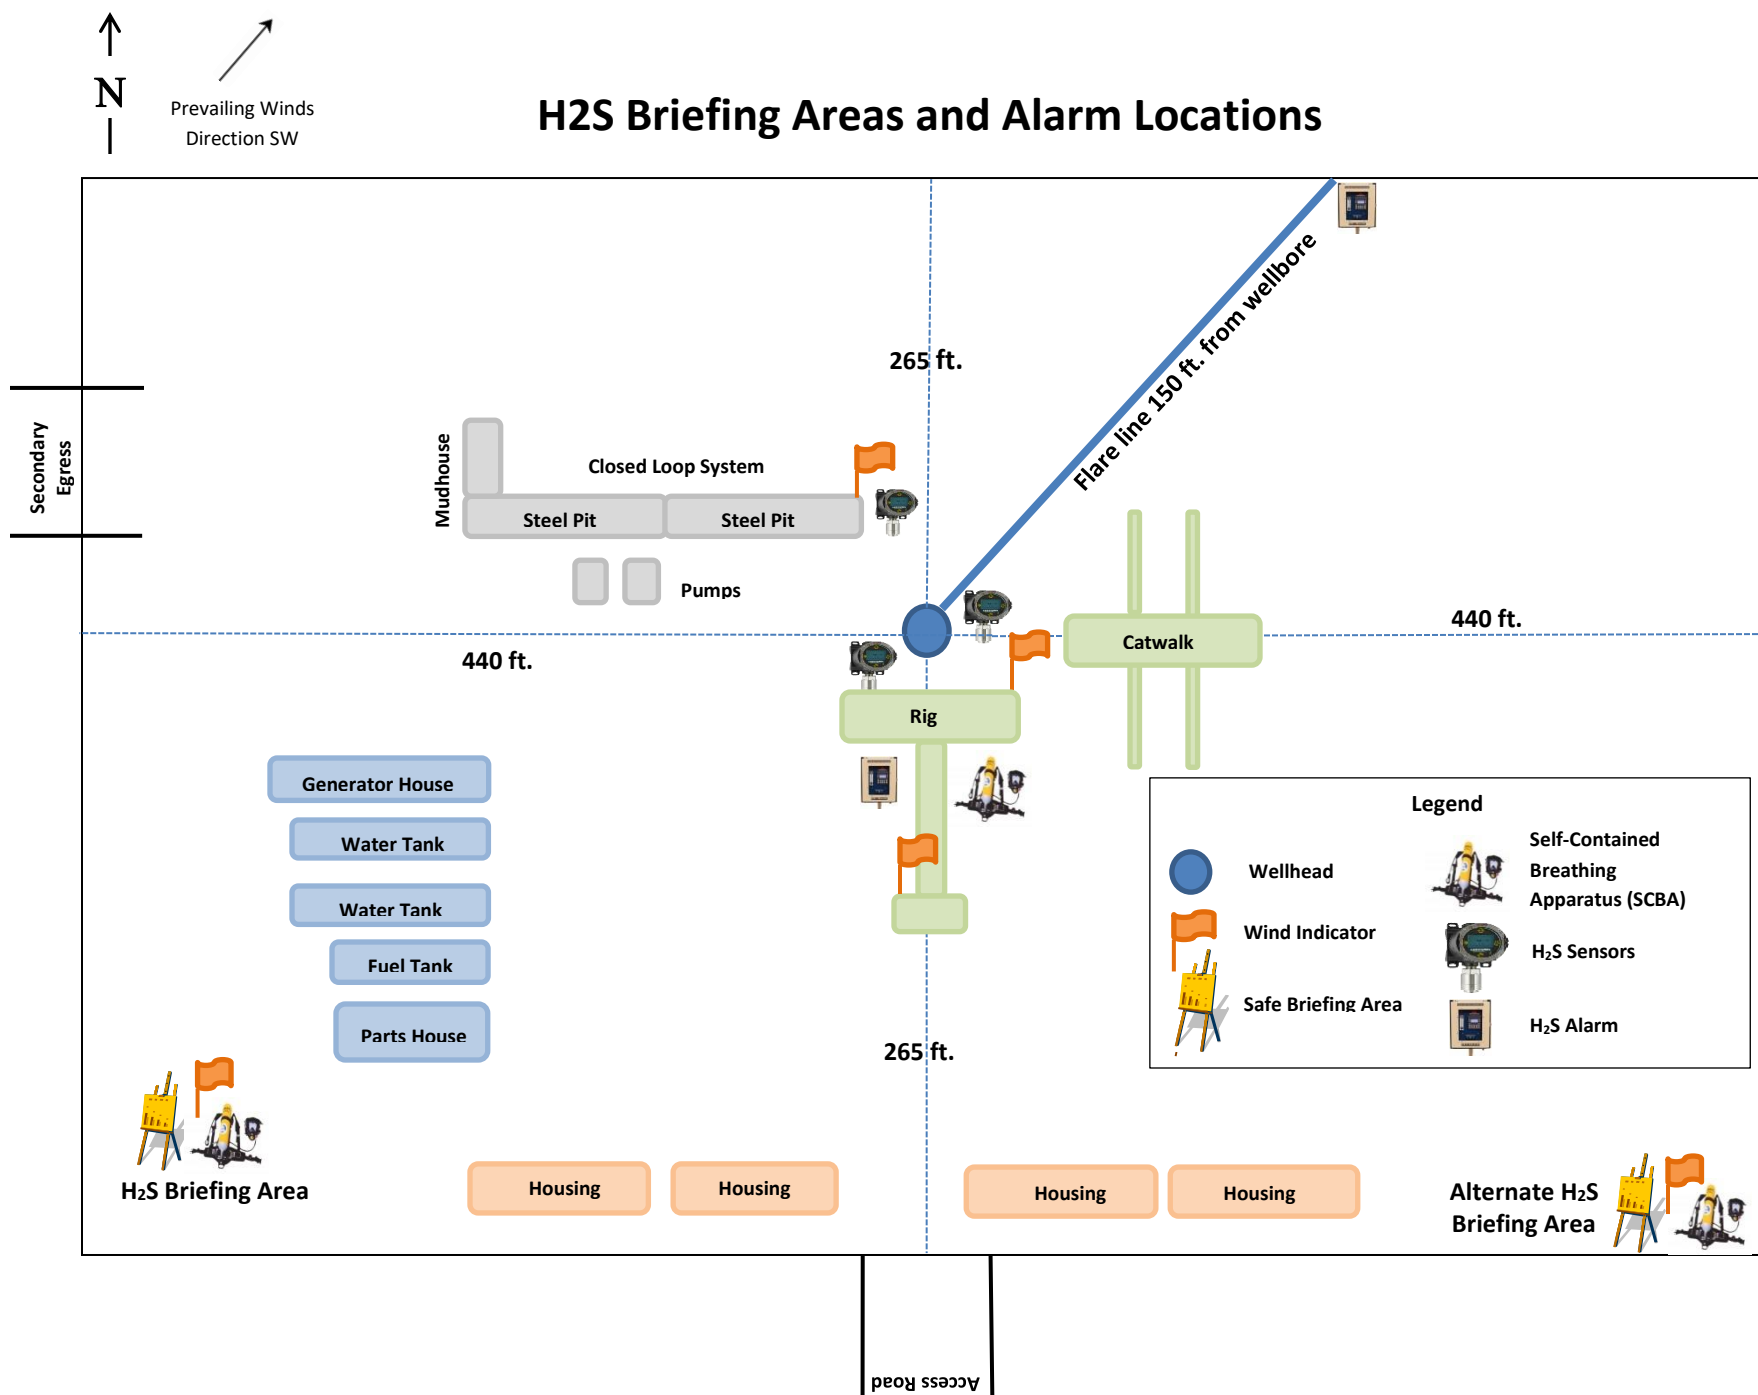 N
Prevailing Winds
Direction SW
H2S Briefing Areas and Alarm Locations
265 ft.
Flare line 150 ft. from wellbore
Secondary
Egress
Mudhouse
Closed Loop System
Steel Pit
Steel Pit
Pumps
440 ft.
440 ft.
Catwalk
Rig
Generator House
Water Tank
Water Tank
Fuel Tank
Parts House
265 ft.
Legend
Wellhead
Wind Indicator
Safe Briefing Area
Self-Contained
Breathing
Apparatus (SCBA)
H₂S Sensors
H₂S Alarm
H₂S Briefing Area
Housing
Housing
Housing
Housing
Alternate H₂S
Briefing Area
Access Road